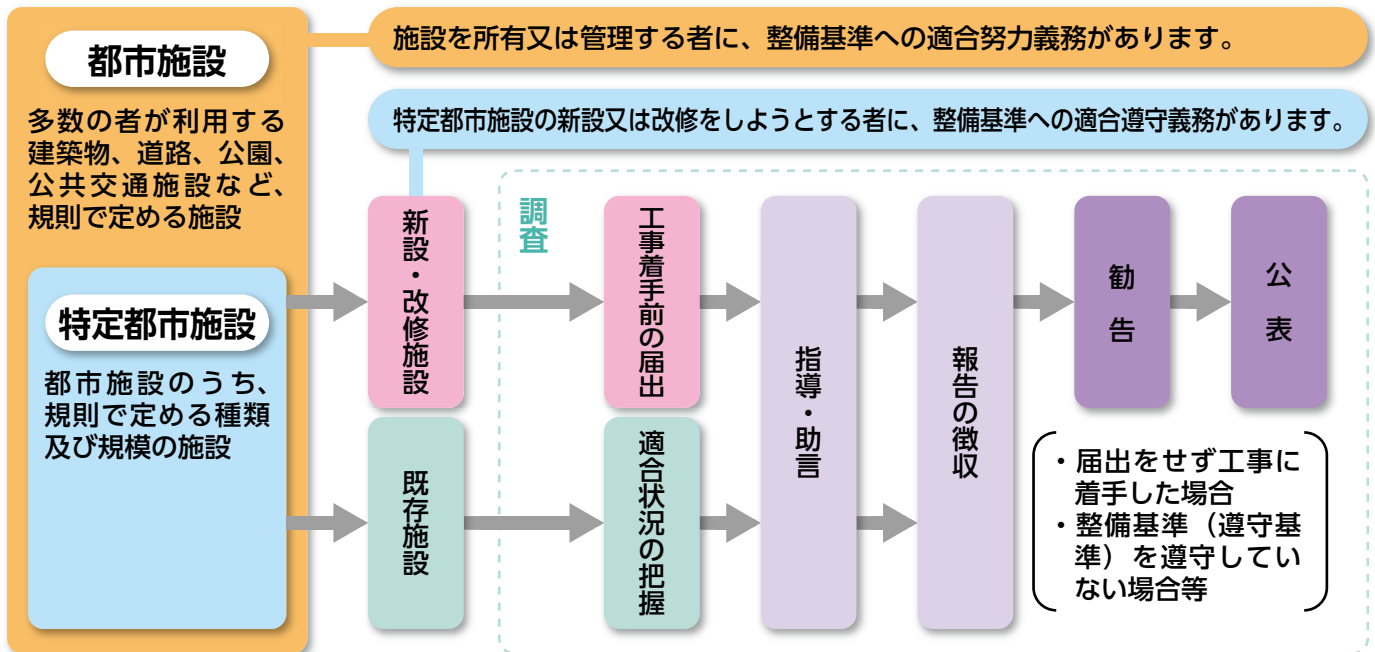 都市施設
多数の者が利用する
建築物、道路、公園、
公共交通施設など、
規則で定める施設
施設を所有又は管理する者に、整備基準への適合努力義務があります。
特定都市施設の新設又は改修をしようとする者に、整備基準への適合遵守義務があります。
特定都市施設
都市施設のうち、
規則で定める種類
及び規模の施設
新設・改修施設
既存施設
調査
工事着手前の届出
適合状況の把握
指導・助言
報告の徴収
勧告
公表
・届出をせず工事に
着手した場合
・整備基準（遵守基
準）を遵守してい
ない場合等